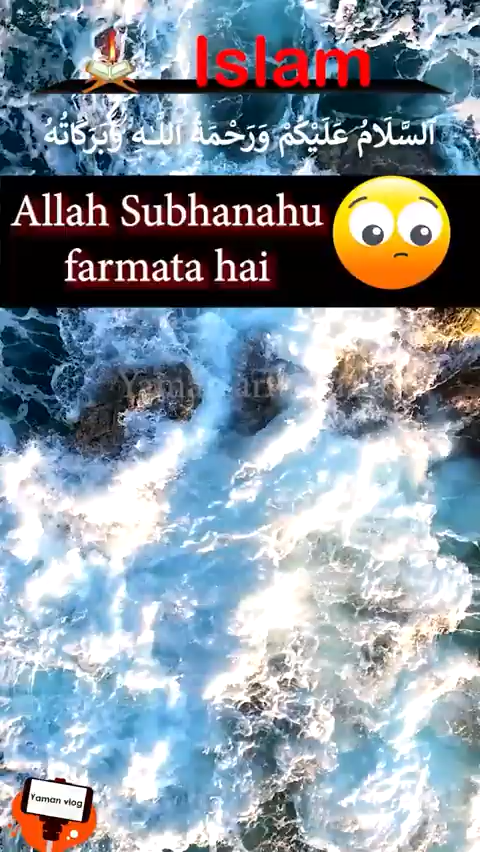 Islam
السَّلَامُ عَلَيْكُمْ وَرَحْمَةُ اللهِ وَبَرَكَاتُهُ
Allah Subhanahu
farmata hai
Yaman vlog